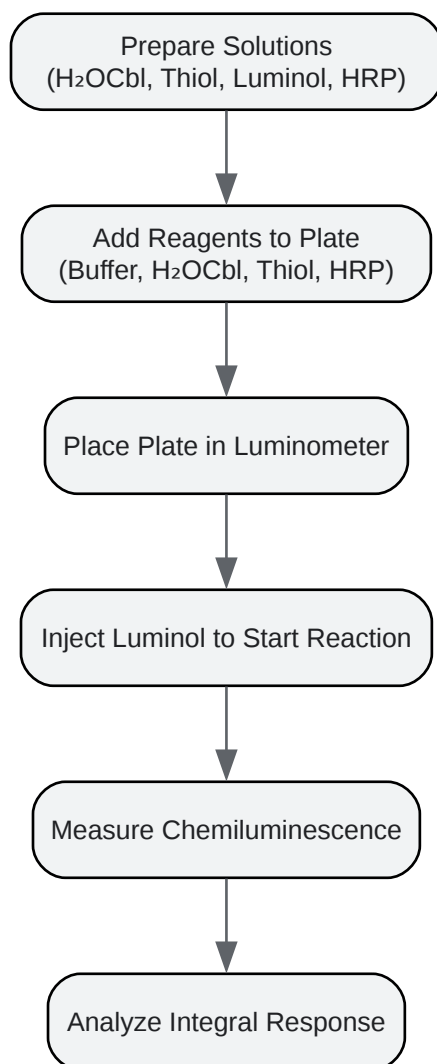 Prepare Solutions
(H₂OCbl, Thiol, Luminol, HRP)
Add Reagents to Plate
(Buffer, H₂OCbl, Thiol, HRP)
Place Plate in Luminometer
Inject Luminol to Start Reaction
Measure Chemiluminescence
Analyze Integral Response